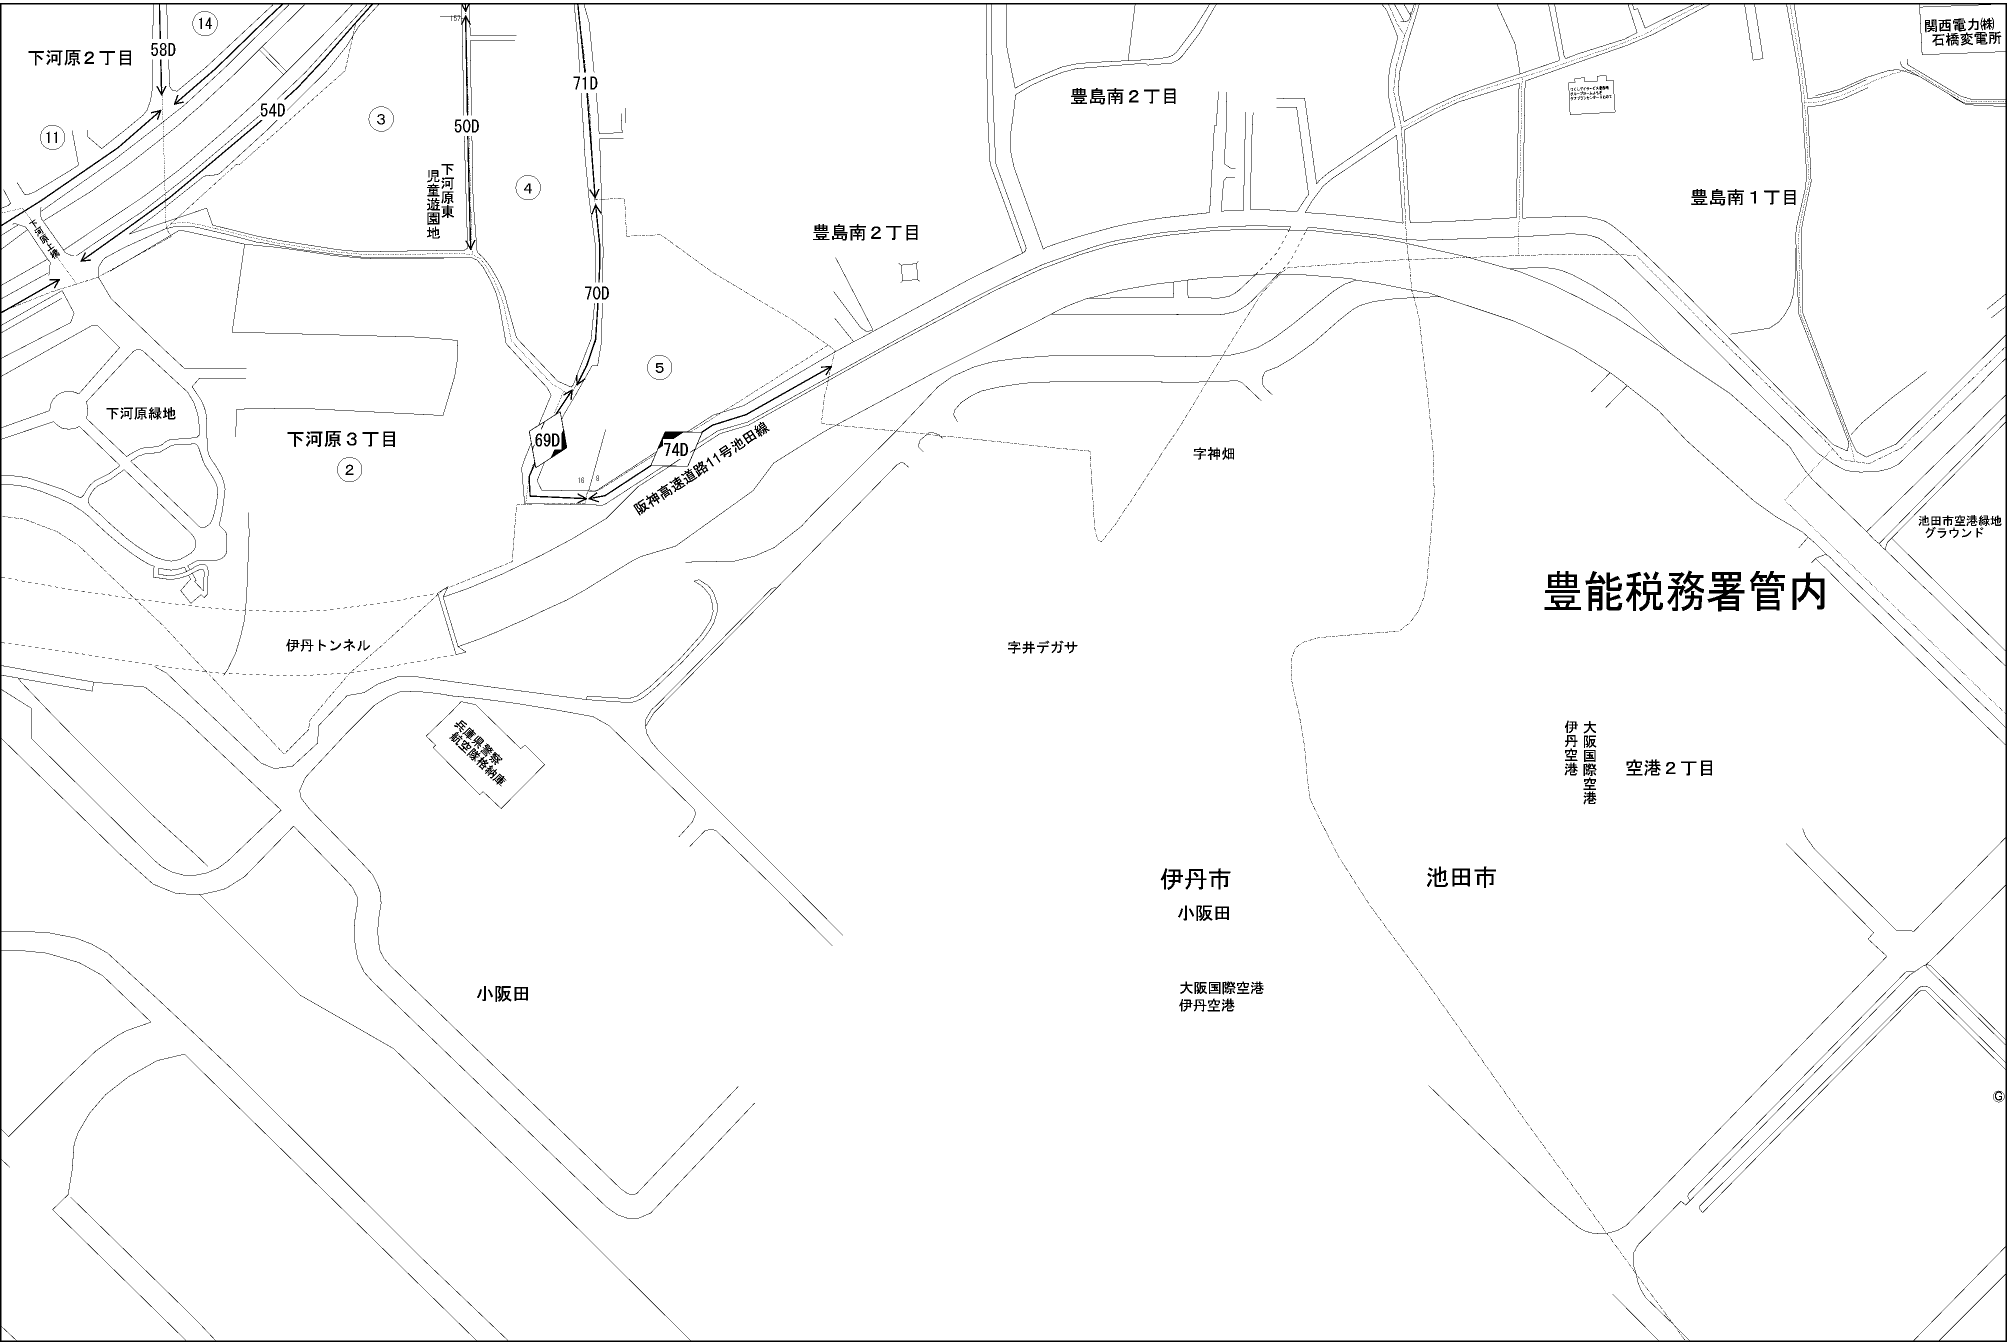 14
58D
下河原２丁目
157
関西電力㈱
石橋変電所
71D
54D
豊島南２丁目
3
50D
11
下河原東
児童遊園地
4
豊島南１丁目
豊島南２丁目
70D
5
下河原緑地
下河原３丁目
69D
74D
2
字神畑
16
8
阪神高速道路11号池田線
池田市空港緑地
グラウンド
豊能税務署管内
伊丹トンネル
字井デガサ
兵庫県警察
航空隊格納庫
大阪国際空港
伊丹空港
空港２丁目
伊丹市
池田市
小阪田
小阪田
大阪国際空港
伊丹空港
G